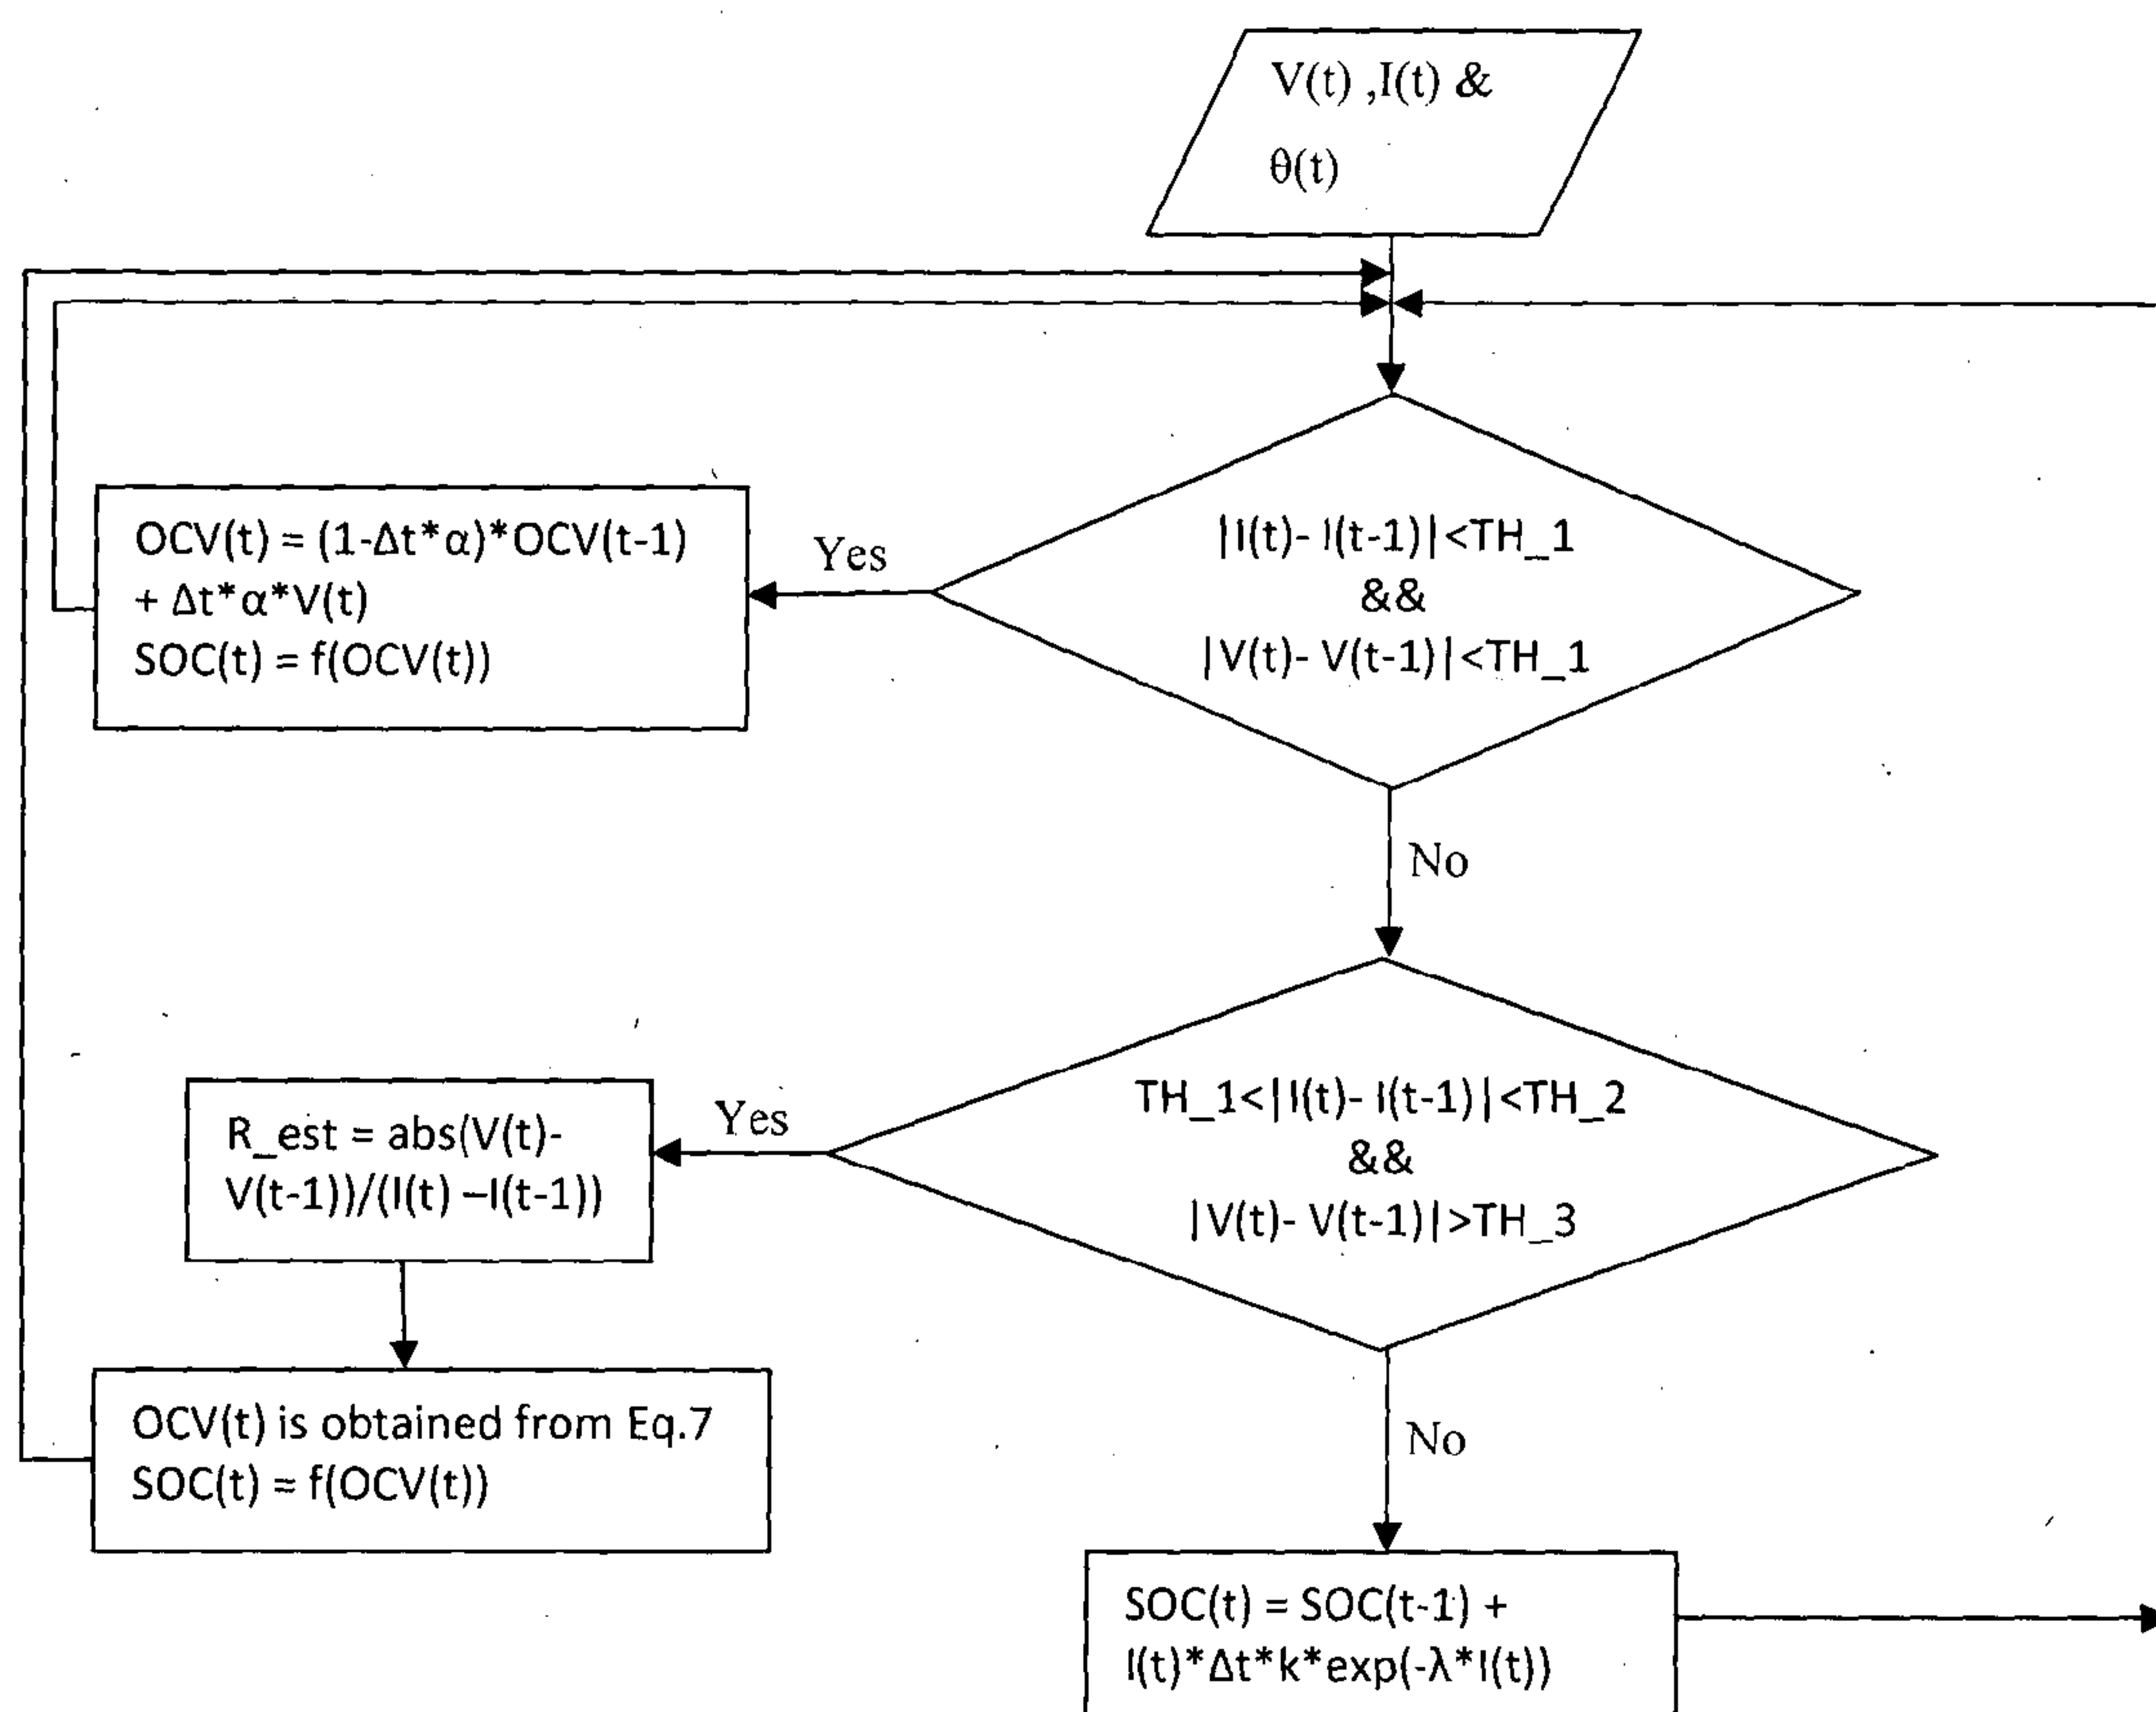 V(t) ,I(t) &
θ(t)
|I(t)- I(t-1)|<TH_1
&&
|V(t)- V(t-1)|<TH_1
Yes
OCV(t) = (1-Δt*α)*OCV(t-1)
+ Δt*α*V(t)
SOC(t) = f(OCV(t))
No
TH_1<|I(t)- I(t-1)|<TH_2
&&
|V(t)- V(t-1)|>TH_3
Yes
R_est = abs(V(t)-
V(t-1))/(I(t) –I(t-1))
OCV(t) is obtained from Eq.7
SOC(t) = f(OCV(t))
No
SOC(t) = SOC(t-1) +
I(t)*Δt*k*exp(-λ*I(t))